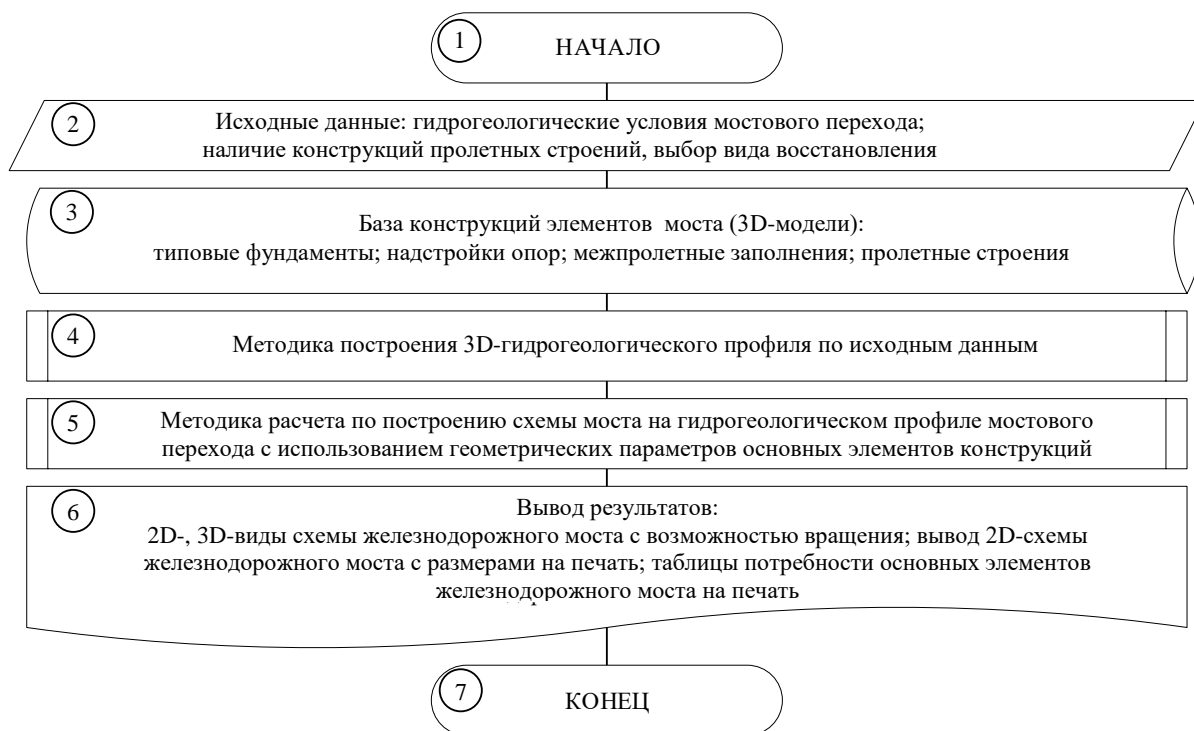 1
НАЧАЛО
2
Исходные данные: гидрогеологические условия мостового перехода;
наличие конструкций пролетных строений, выбор вида восстановления
3
База конструкций элементов моста (3D-модели):
типовые фундаменты; надстройки опор; межпролетные заполнения; пролетные строения
4
Методика построения 3D-гидрогеологического профиля по исходным данным
5
Методика расчета по построению схемы моста на гидрогеологическом профиле мостового
перехода с использованием геометрических параметров основных элементов конструкций
6
Вывод результатов:
2D-, 3D-виды схемы железнодорожного моста с возможностью вращения; вывод 2D-схемы
железнодорожного моста с размерами на печать; таблицы потребности основных элементов
железнодорожного моста на печать
7
КОНЕЦ